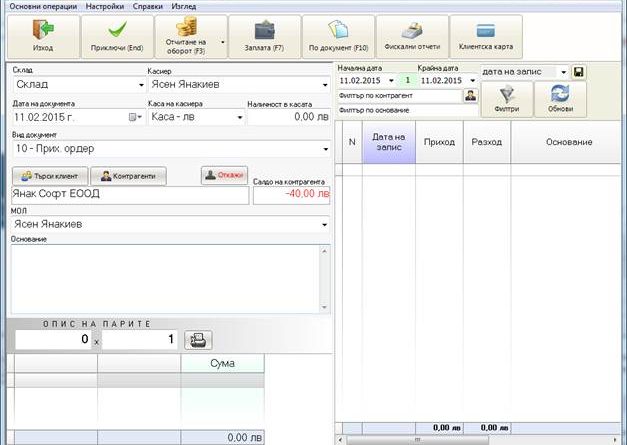 Основни операции Настройки Справки Изглед
Изход
Приключи (End)
Отчитане на оборот (F3)
Заплата (F7)
По документ (F10)
Фискални отчети
Клиентска карта
Склад
Касиер
Склад
Ясен Янакиев
Дата на документа
Каса на касиера
Наличност в касата
11.02.2015 г.
Каса - лв
0,00 лв
Вид документ
10 - Прих. ордер
Търси клиент
Контрагенти
Откажи
Салдо на контрагента
Янак Софт ЕООД
-40,00 лв
МОЛ
Ясен Янакиев
Основание
ОПИС НА ПАРИТЕ
0 x 1
Сума
0,00 лв
Начална дата
Крайна дата
11.02.2015
1
11.02.2015
дата на запис
Филтър по контрагент
Филтър по основание
Филтри
Обнови
N
Дата на запис
Приход
Разход
Основание
0,00 лв
0,00 лв